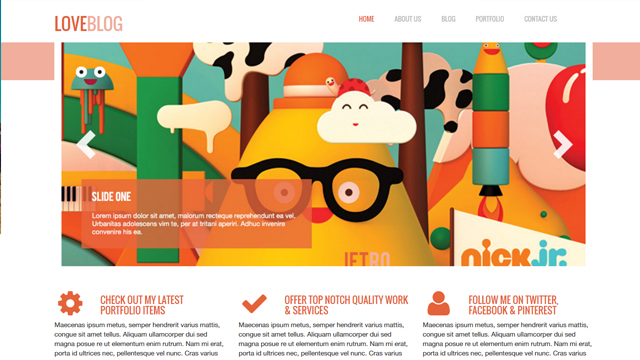 LOVEBLOG
HOME ABOUT US BLOG PORTFOLIO CONTACT US
SLIDE ONE
Lorem ipsum dolor sit amet, malorum recteque reprehendunt ea vel.
Urbanitas adolescens vim te, per at tritani aperiri. Adhuc invenire
convenire his ea.
JETRO
nick jr.
CHECK OUT MY LATEST
PORTFOLIO ITEMS
Maecenas ipsum metus, semper hendrerit varius mattis,
congue sit amet tellus. Aliquam ullamcorper dui sed
magna posue re ut elementum enim rutrum. Nam mi erat,
porta id ultrices nec, pellentesque vel nunc. Cras varius
OFFER TOP NOTCH QUALITY WORK
& SERVICES
Maecenas ipsum metus, semper hendrerit varius mattis,
congue sit amet tellus. Aliquam ullamcorper dui sed
magna posue re ut elementum enim rutrum. Nam mi erat,
porta id ultrices nec, pellentesque vel nunc. Cras varius
FOLLOW ME ON TWITTER,
FACEBOOK & PINTEREST
Maecenas ipsum metus, semper hendrerit varius mattis,
congue sit amet tellus. Aliquam ullamcorper dui sed
magna posue re ut elementum enim rutrum. Nam mi erat,
porta id ultrices nec, pellentesque vel nunc. Cras varius